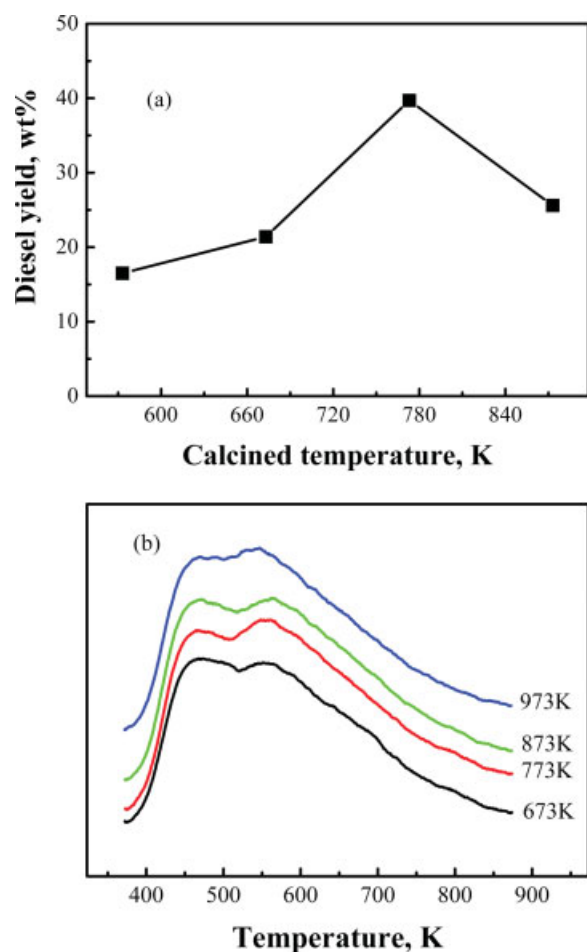 50
(a)
40
30
20
10
0
Diesel yield, wt%
600 660 720 780 840
Calcined temperature, K
(b)
973K
873K
773K
673K
400 500 600 700 800 900
Temperature, K